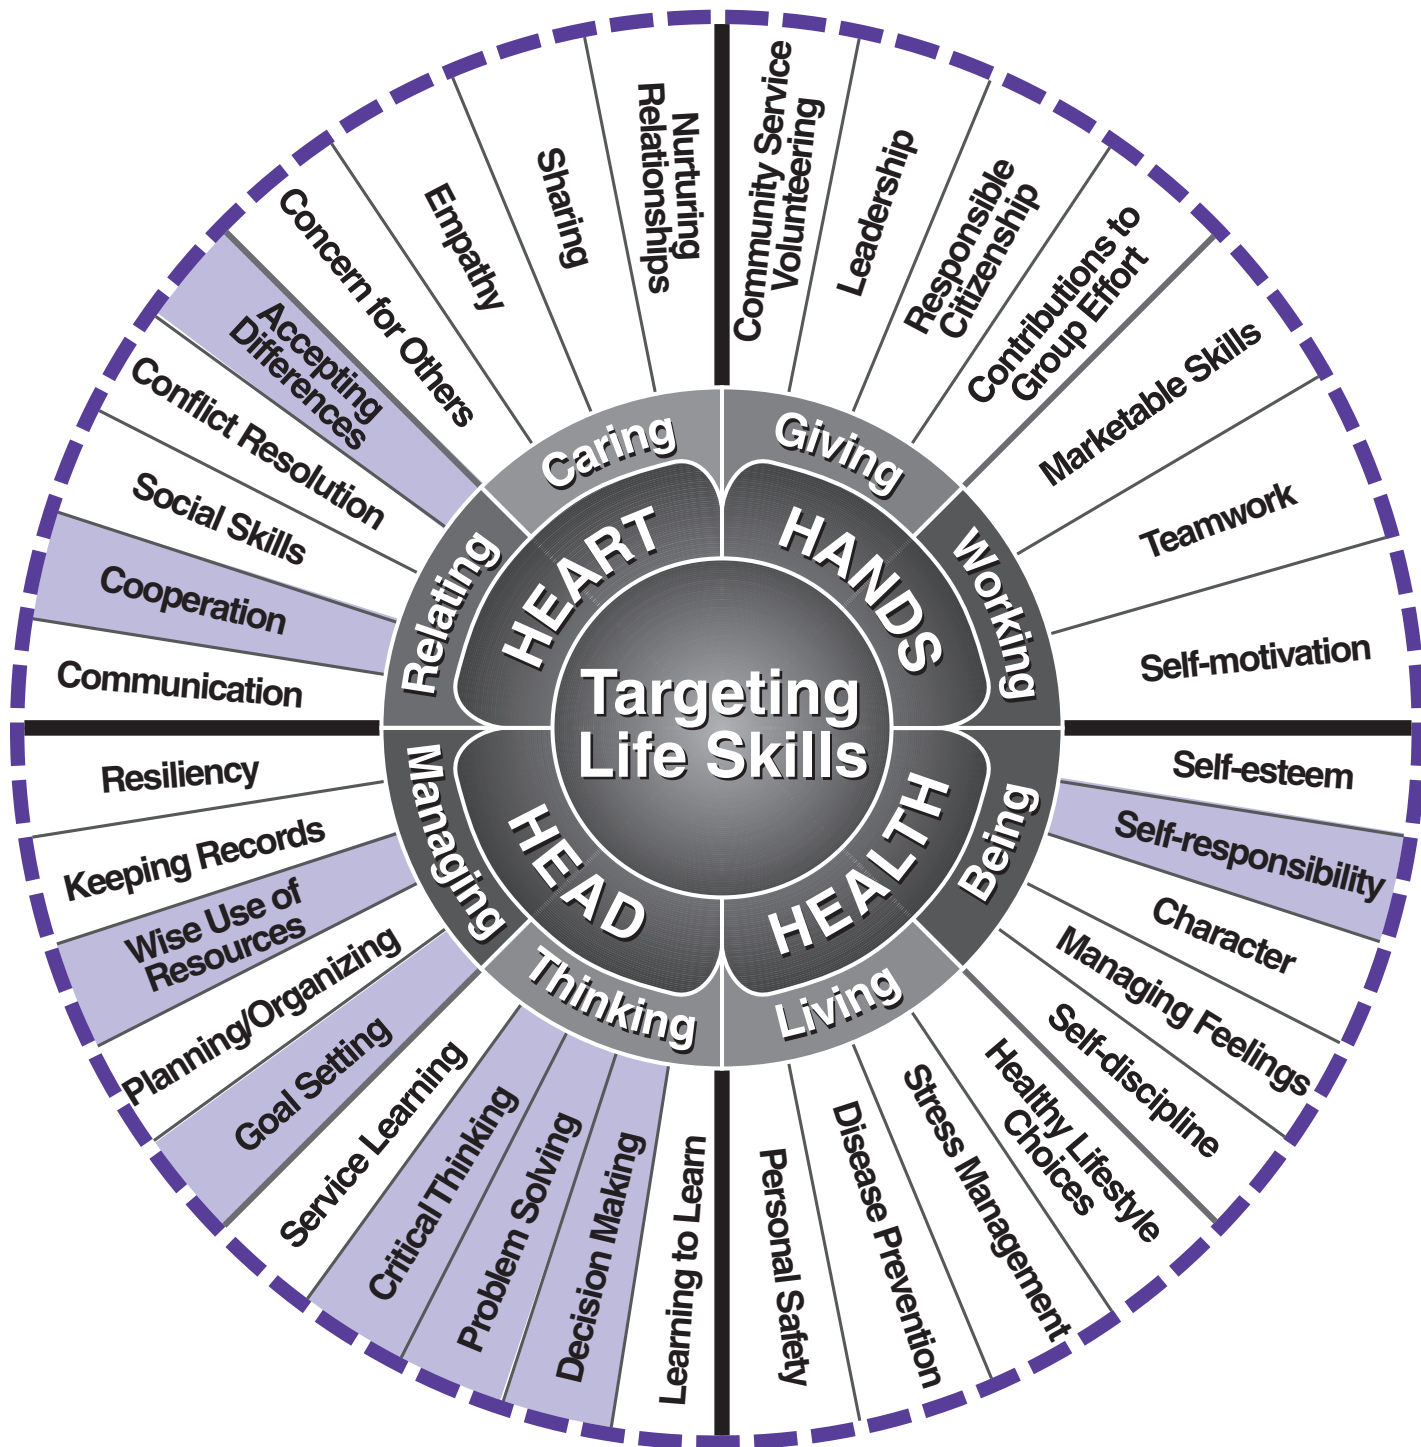 Targeting
Life Skills
HEART
HANDS
HEALTH
HEAD
Caring
Giving
Working
Being
Living
Thinking
Managing
Relating
Community Service
Volunteering
Leadership
Responsible
Citizenship
Contributions to
Group Effort
Marketable Skills
Teamwork
Self-motivation
Self-esteem
Self-responsibility
Character
Managing Feelings
Self-discipline
Healthy Lifestyle
Choices
Stress Management
Disease Prevention
Personal Safety
Learning to Learn
Decision Making
Problem Solving
Critical Thinking
Service Learning
Goal Setting
Planning/Organizing
Wise Use of
Resources
Keeping Records
Resiliency
Communication
Cooperation
Social Skills
Conflict Resolution
Accepting
Differences
Concern for Others
Empathy
Sharing
Nurturing
Relationships